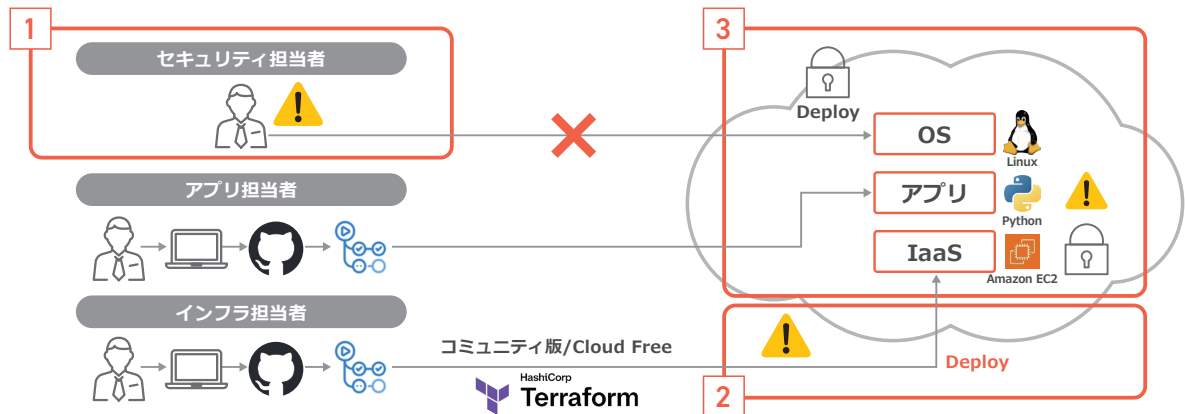 1
セキュリティ担当者
アプリ担当者
インフラ担当者
コミュニティ版/Cloud Free
HashiCorp
Terraform
3
Deploy
OS
Linux
アプリ
Python
IaaS
Amazon EC2
Deploy
2